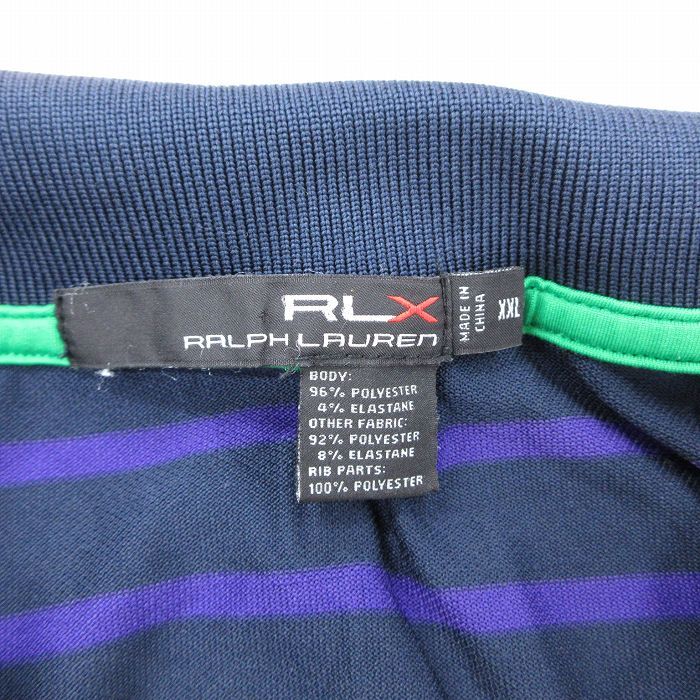 RLX
RALPH LAUREN
MADE IN
CHINA
XXL
BODY:
96% POLYESTER
4% ELASTANE
OTHER FABRIC:
92% POLYESTER
8% ELASTANE
RIB PARTS:
100% POLYESTER